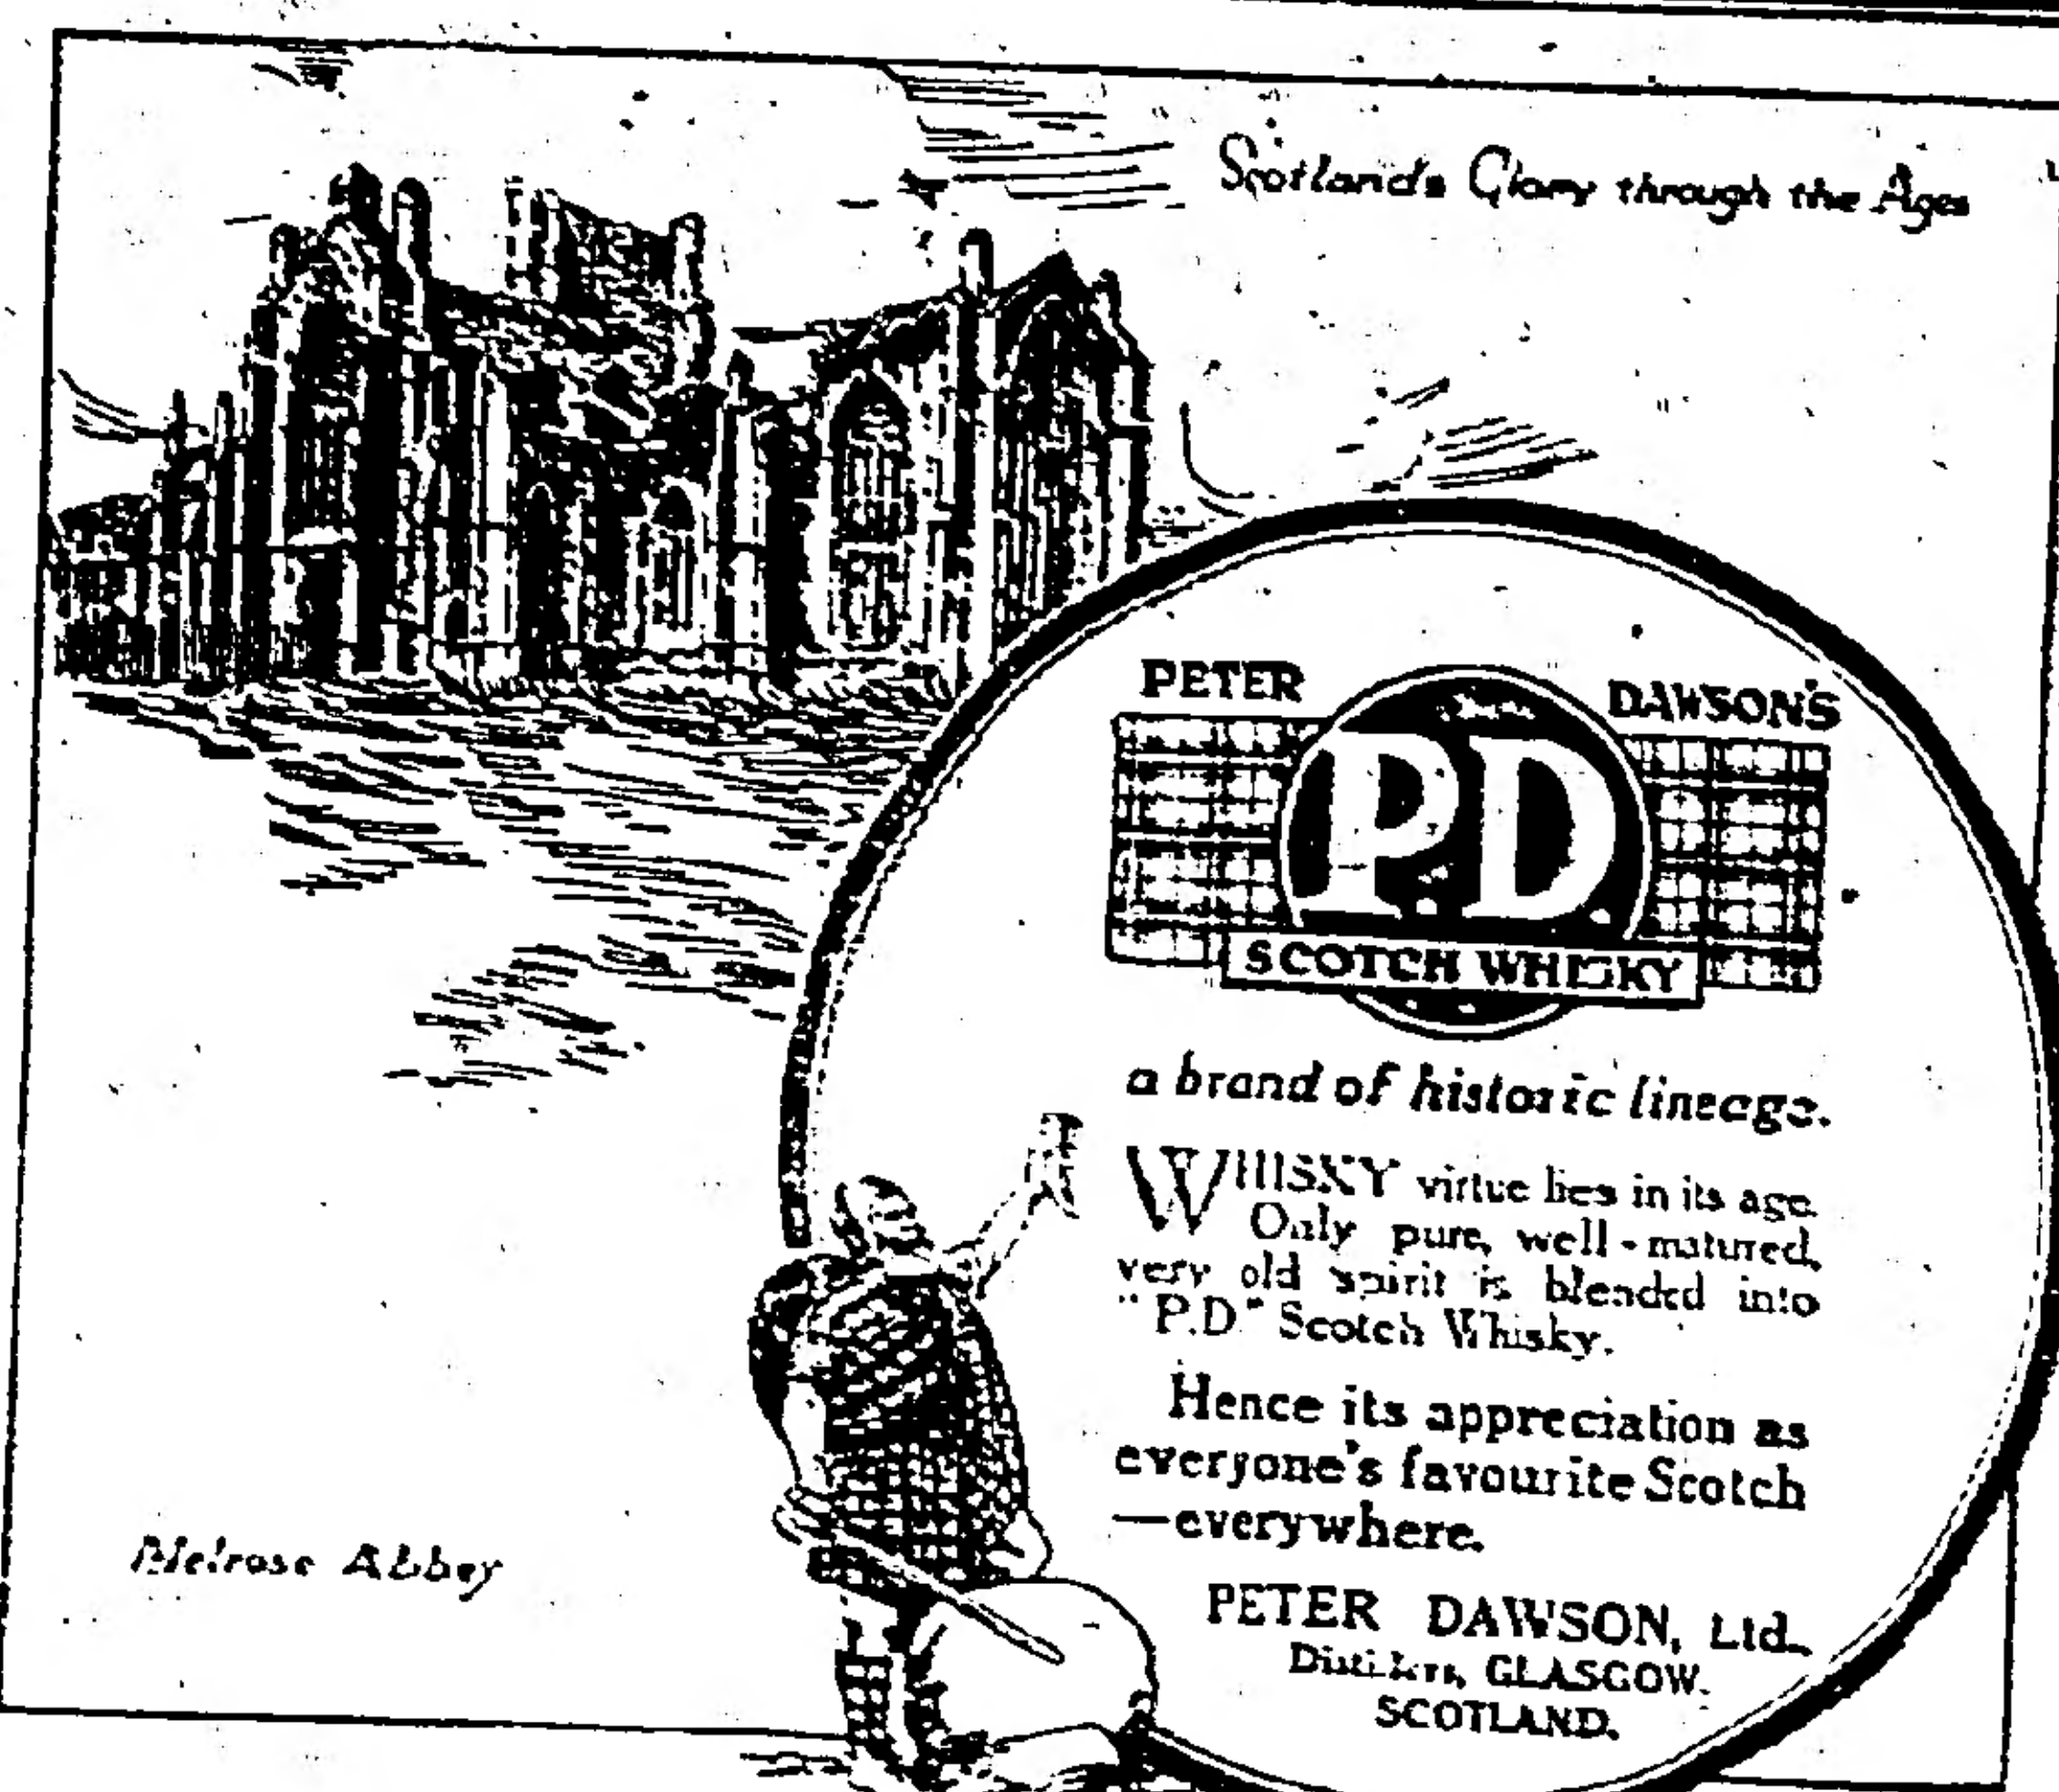 Scotland's Glory through the Ages
PETER DAWSON'S
P.D.
SCOTCH WHISKY
a brand of historic lineage.
WHISKY virtue lies in its age.
Only pure, well-matured,
very old spirit is blended into
"P.D" Scotch Whisky.
Hence its appreciation as
everyone's favourite Scotch
—everywhere.
PETER DAWSON, Ltd.,
Distillers, GLASGOW.
SCOTLAND.
Melrose Abbey